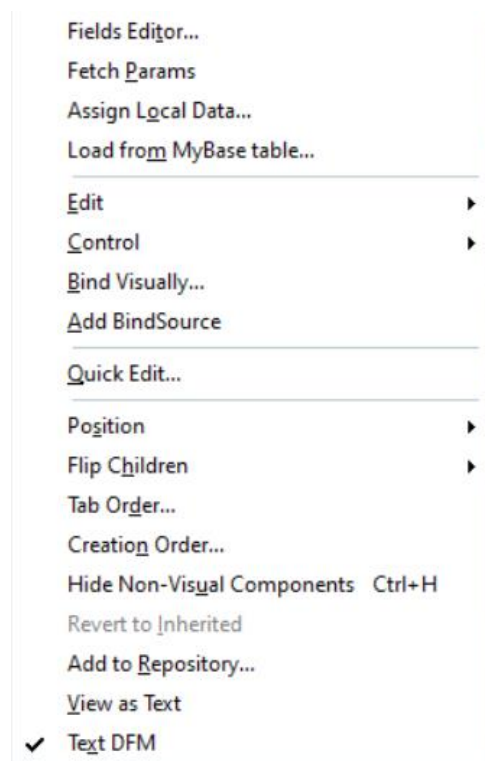 Fields Editor...
Fetch Params
Assign Local Data...
Load from MyBase table...
Edit
Control
Bind Visually...
Add BindSource
Quick Edit...
Position
Flip Children
Tab Order...
Creation Order...
Hide Non-Visual Components Ctrl+H
Revert to Inherited
Add to Repository...
View as Text
Text DFM